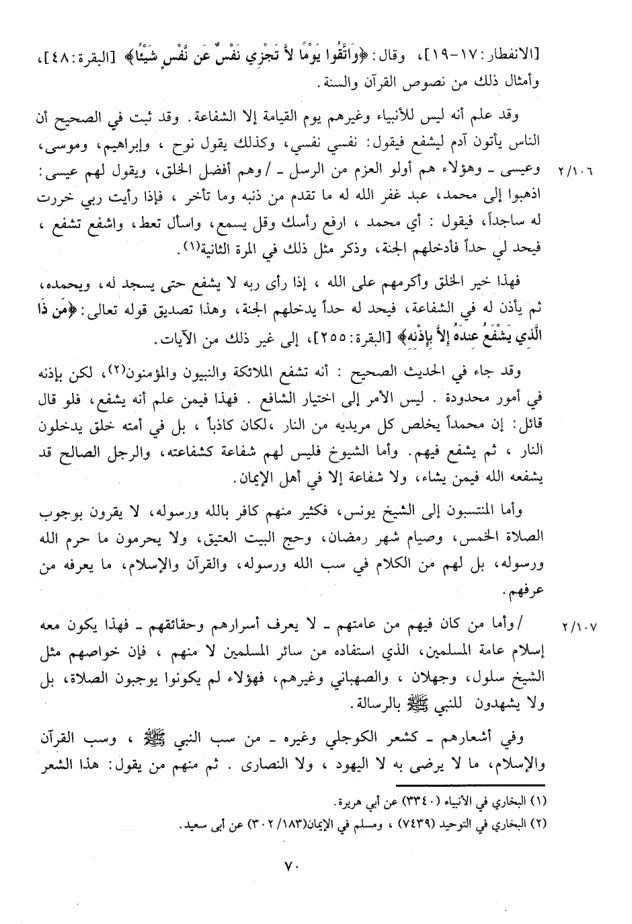 [الانفطار:١٧-١٩]، وقال: ﴿وَاتَّقُوا يَوْمًا لاَّ تَجْزِي نَفْسٌ عَن نَّفْسٍ شَيْئًا﴾ [البقرة:٤٨]،
وأمثال ذلك من نصوص القرآن والسنة.
وقد علم أنه ليس للأنبياء وغيرهم يوم القيامة إلا الشفاعة. وقد ثبت في الصحيح أن
الناس يأتون آدم ليشفع فيقول: نفسي نفسي، وكذلك يقول نوح ، وإبراهيم، وموسى،
٢/١٠٦ وعيسى ـ وهؤلاء هم أولو العزم من الرسل ـ /وهم أفضل الخلق، ويقول لهم عيسى:
اذهبوا إلى محمد، عبد غفر الله له ما تقدم من ذنبه وما تأخر ، فإذا رأيت ربي خررت
له ساجداً، فيقول : أي محمد ، ارفع رأسك وقل يسمع، واسأل تعط، واشفع تشفع ،
فيحد لي حداً فأدخلهم الجنة، وذكر مثل ذلك في المرة الثانية(١).
فهذا خير الخلق وأكرمهم على الله ، إذا رأى ربه لا يشفع حتى يسجد له، ويحمده،
ثم يأذن له في الشفاعة، فيحد له حداً يدخلهم الجنة، وهذا تصديق قوله تعالى: ﴿مَن ذَا
الَّذِي يَشْفَعُ عِندَهُ إِلاَّ بِإِذْنِهِ﴾ [البقرة:٢٥٥]، إلى غير ذلك من الآيات.
وقد جاء في الحديث الصحيح : أنه تشفع الملائكة والنبيون والمؤمنون(٢)، لكن بإذنه
في أمور محدودة . ليس الأمر إلى اختيار الشافع . فهذا فيمن علم أنه يشفع، فلو قال
قائل: إن محمداً يخلص كل مريديه من النار ،لكان كاذباً ، بل في أمته خلق يدخلون
النار ، ثم يشفع فيهم. وأما الشيوخ فليس لهم شفاعة كشفاعته، والرجل الصالح قد
يشفعه الله فيمن يشاء، ولا شفاعة إلا في أهل الإيمان.
وأما المنتسبون إلى الشيخ يونس، فكثير منهم كافر بالله ورسوله، لا يقرون بوجوب
الصلاة الخمس، وصيام شهر رمضان، وحج البيت العتيق، ولا يحرمون ما حرم الله
ورسوله، بل لهم من الكلام في سب الله ورسوله، والقرآن والإسلام، ما يعرفه من
عرفهم.
٢/١٠٧ /وأما من كان فيهم من عامتهم ـ لا يعرف أسرارهم وحقائقهم ـ فهذا يكون معه
إسلام عامة المسلمين، الذي استفاده من سائر المسلمين لا منهم ، فإن خواصهم مثل
الشيخ سلول، وجهلان ، والصهباني وغيرهم، فهؤلاء لم يكونوا يوجبون الصلاة، بل
ولا يشهدون للنبي ﷺ بالرسالة.
وفي أشعارهم ـ كشعر الكوجلي وغيره ـ من سب النبي ﷺ ، وسب القرآن
والإسلام، ما لا يرضى به لا اليهود ، ولا النصارى . ثم منهم من يقول: هذا الشعر
(١) البخاري في الأنبياء (٣٣٤٠) عن أبي هريرة.
(٢) البخاري في التوحيد (٧٤٣٩) ، ومسلم في الإيمان(٣٠٢/١٨٣) عن أبى سعيد.
٧٠